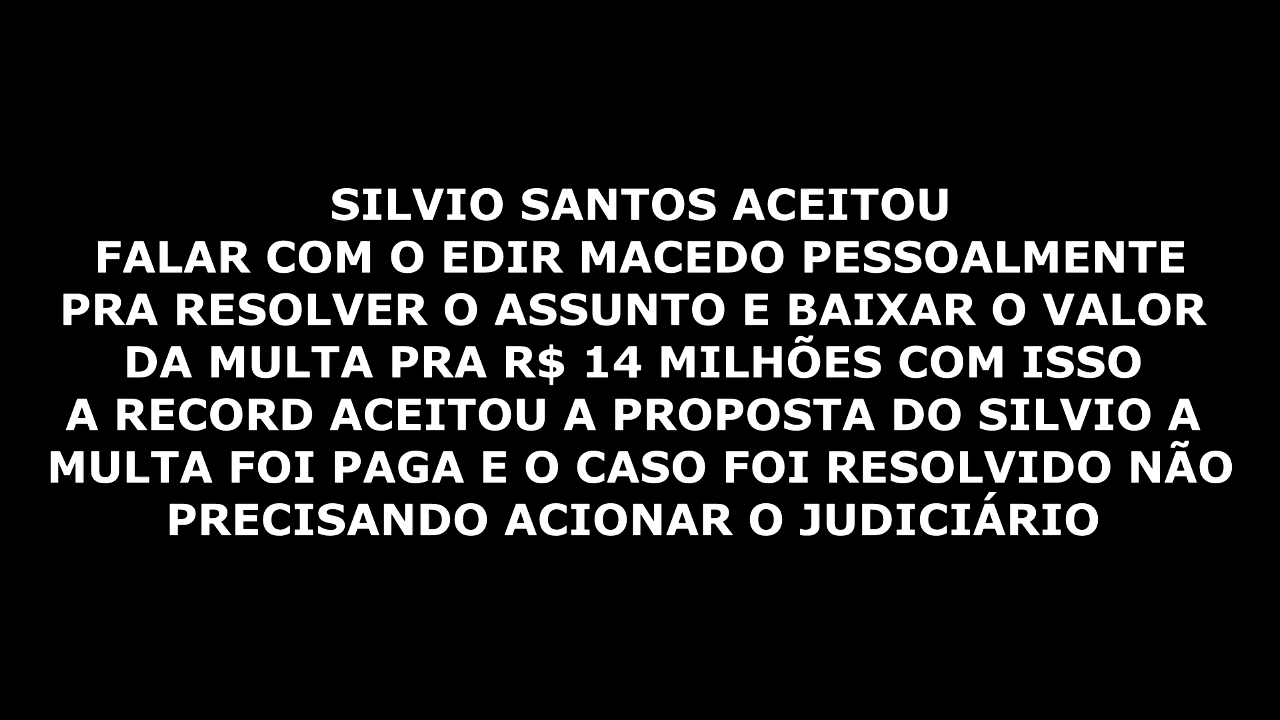 SILVIO SANTOS ACEITOU
FALAR COM O EDIR MACEDO PESSOALMENTE
PRA RESOLVER O ASSUNTO E BAIXAR O VALOR
DA MULTA PRA R$ 14 MILHÕES COM ISSO
A RECORD ACEITOU A PROPOSTA DO SILVIO A
MULTA FOI PAGA E O CASO FOI RESOLVIDO NÃO
PRECISANDO ACIONAR O JUDICIÁRIO